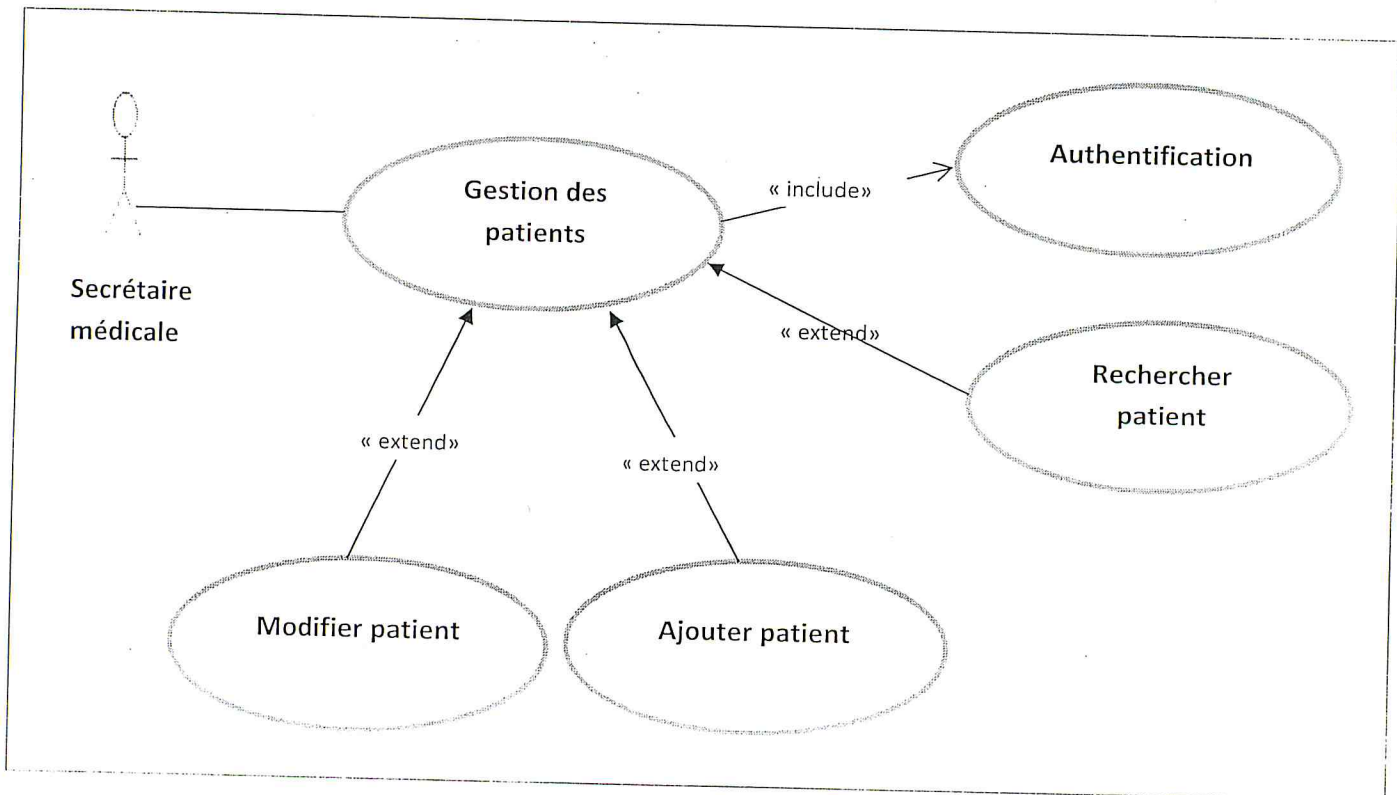 Authentification
Gestion des
patients
« include»
Secrétaire
médicale
« extend»
Rechercher
patient
« extend»
« extend»
Modifier patient
Ajouter patient